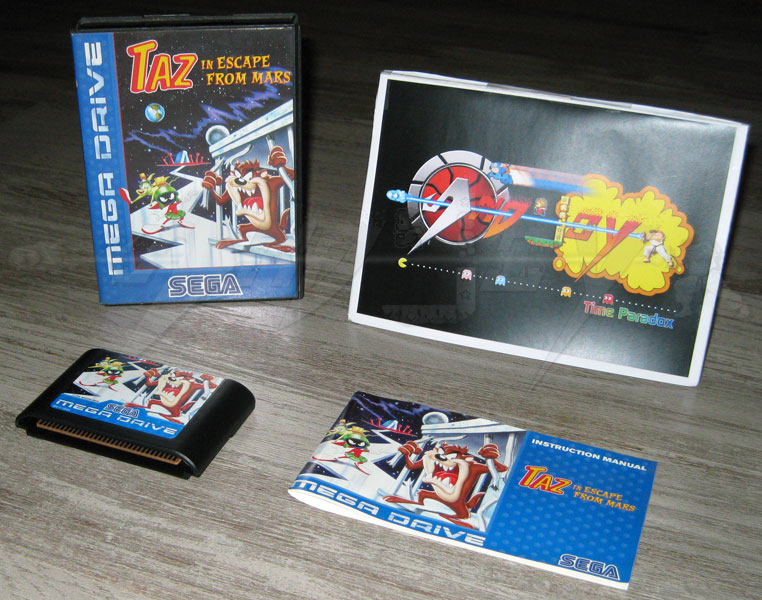 TAZ IN ESCAPE
FROM MARS
MEGA DRIVE
SEGA
Time Paradox
SEGA
MEGA DRIVE
INSTRUCTION MANUAL
TAZ IN ESCAPE
FROM MARS
MEGA DRIVE
SEGA